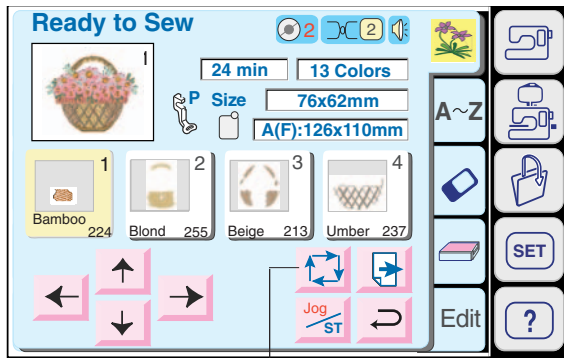 Ready to Sew
2
2
1
24 min
13 Colors
P
Size
76x62mm
A(F):126x110mm
A~Z
1
Bamboo
224
2
Blond
255
3
Beige
213
4
Umber
237
SET
Jog/ST
Edit
?